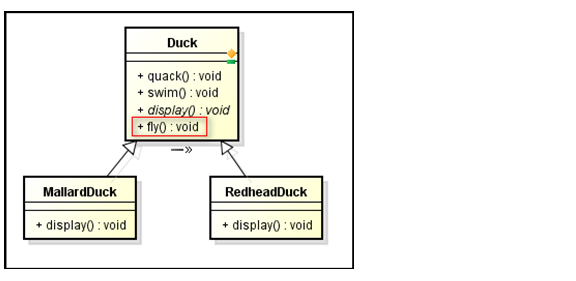 Duck
+ quack() : void
+ swim() : void
+ display() : void
+ fly() : void
MallardDuck
+ display() : void
RedheadDuck
+ display() : void